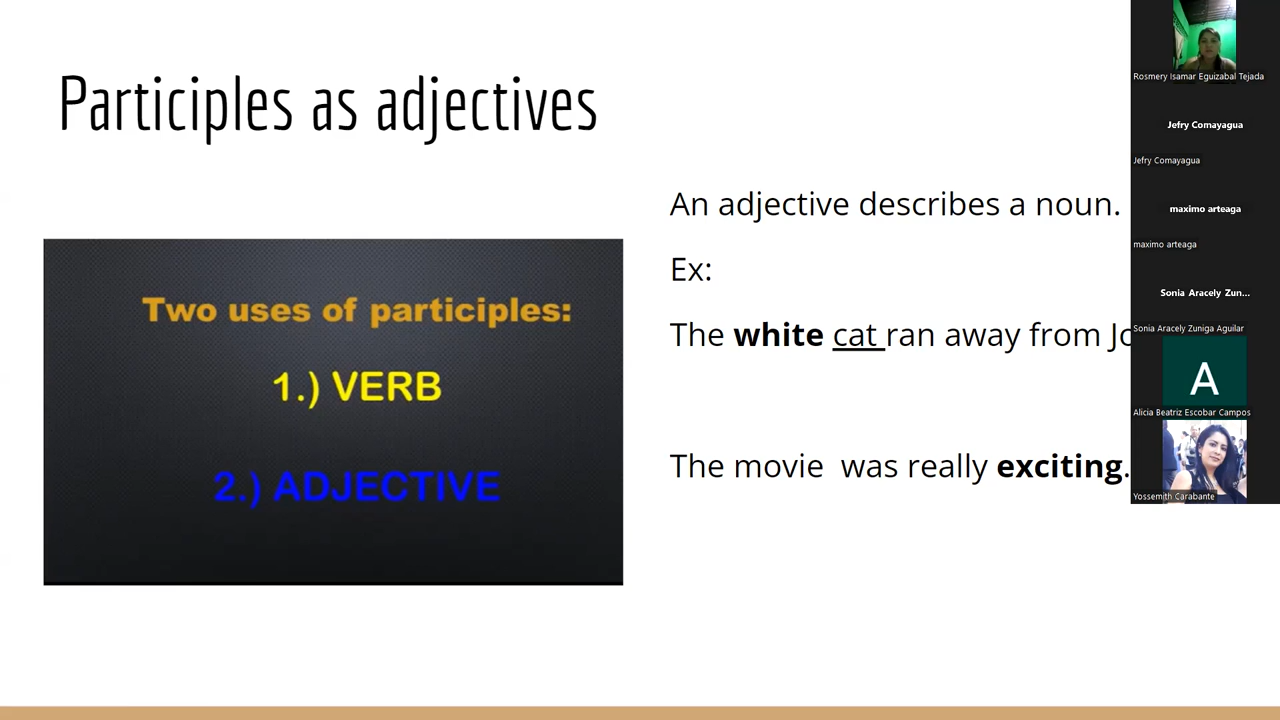 Participles as adjectives
Two uses of participles:
1.) VERB
2.) ADJECTIVE
An adjective describes a noun.
Ex:
The white cat ran away from
The movie was really exciting.
Rosmery Isamar Eguizabal Tejada
Jefry Comayagua
Jefry Comayagua
maximo arteaga
maximo arteaga
Sonia Aracely Zun...
Sonia Aracely Zuniga Aguilar
A
Alicia Beatriz Escobar Campos
Yossemith Carabante